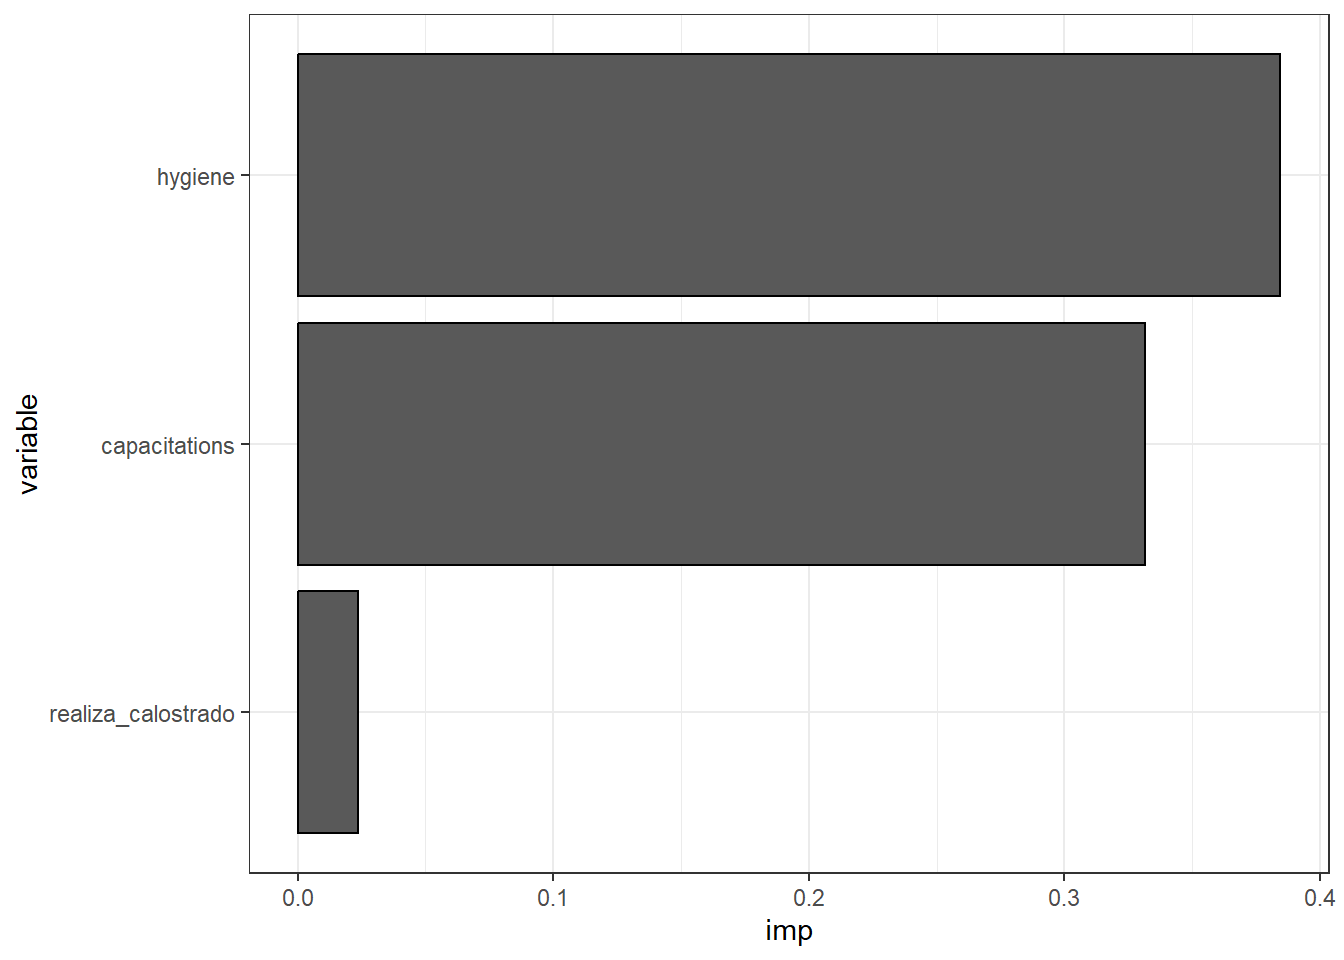 hygiene
capacitations
realiza_calostrado
variable
0.0 0.1 0.2 0.3 0.4
imp